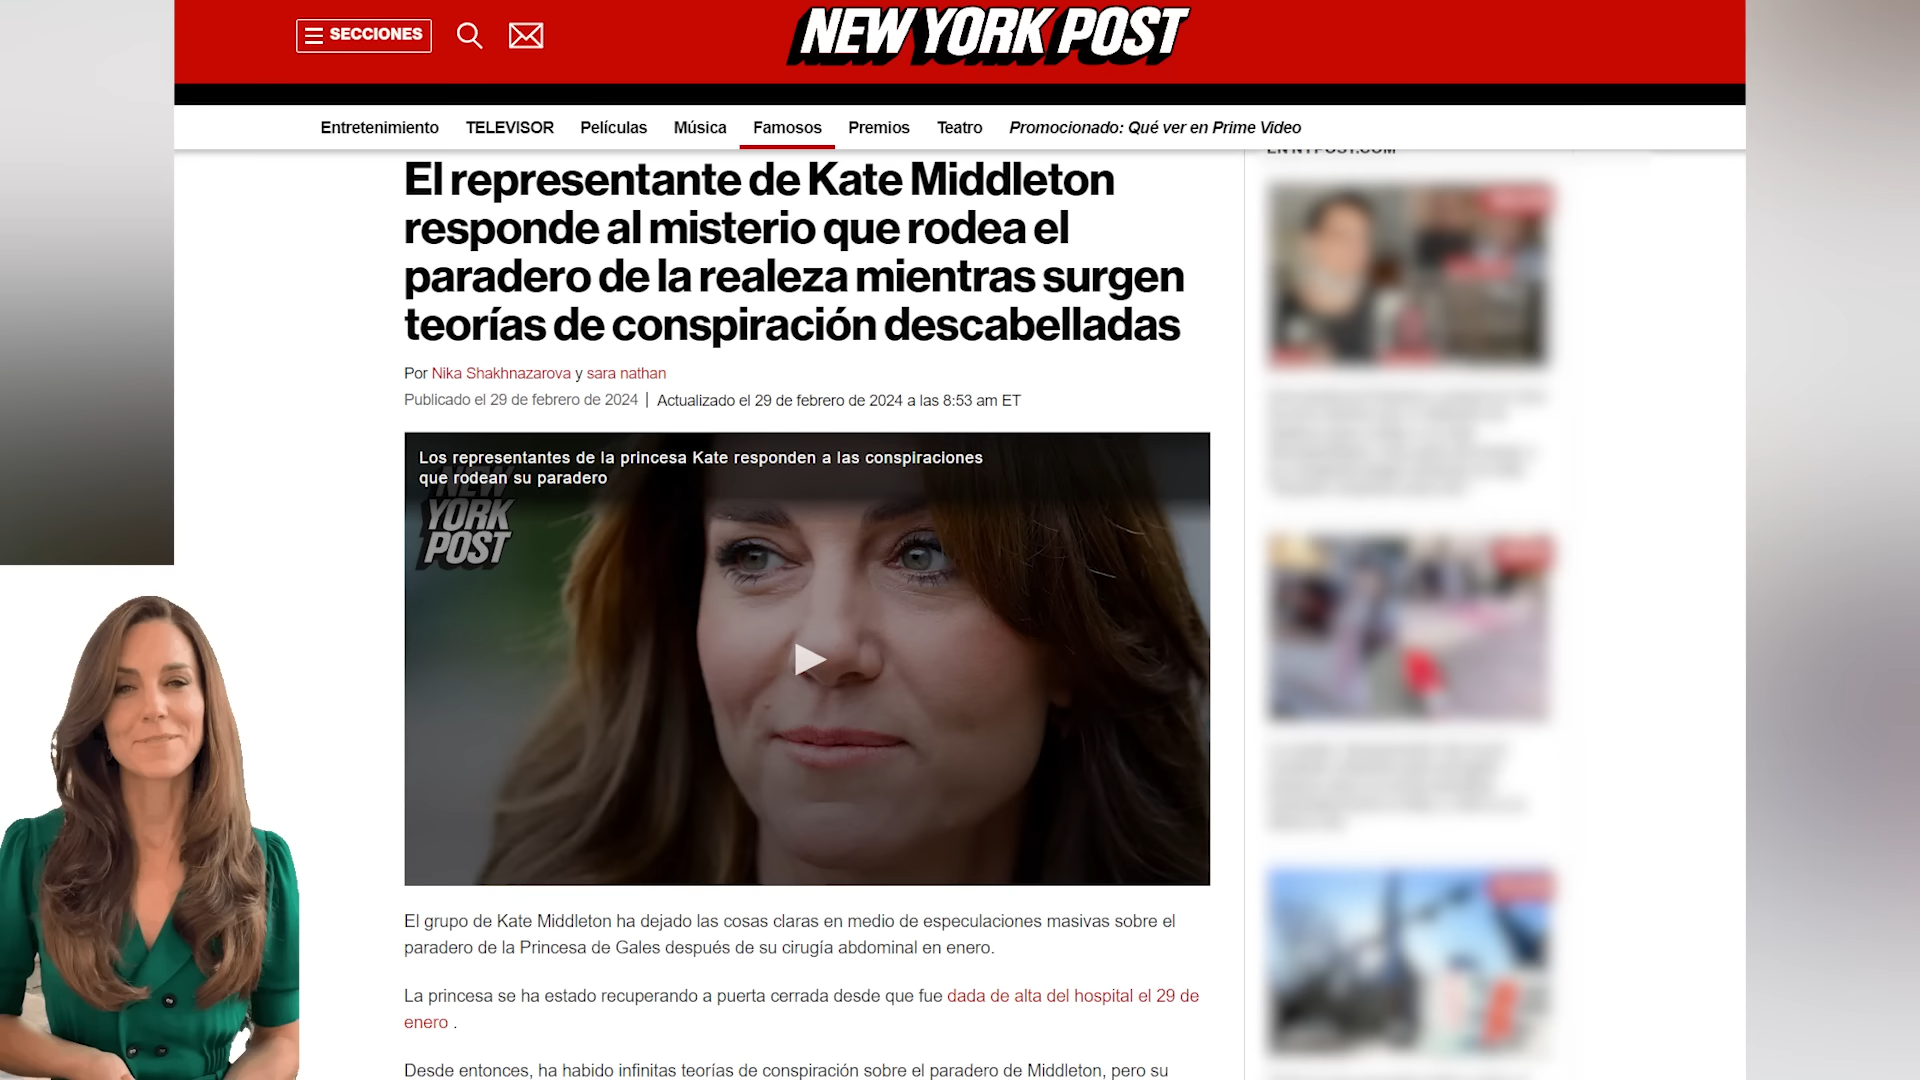 SECCIONES
NEW YORK POST
Entretenimiento TELEVISOR Películas Música Famosos Premios Teatro Promocionado: Qué ver en Prime Video
EN NYPOST.COM
El representante de Kate Middleton
responde al misterio que rodea el
paradero de la realeza mientras surgen
teorías de conspiración descabelladas
Por Nika Shakhnazarova y sara nathan
Publicado el 29 de febrero de 2024 | Actualizado el 29 de febrero de 2024 a las 8:53 am ET
Los representantes de la princesa Kate responden a las conspiraciones
que rodean su paradero
NEW
YORK
POST
El grupo de Kate Middleton ha dejado las cosas claras en medio de especulaciones masivas sobre el
paradero de la Princesa de Gales después de su cirugía abdominal en enero.
La princesa se ha estado recuperando a puerta cerrada desde que fue dada de alta del hospital el 29 de
enero .
Desde entonces, ha habido infinitas teorías de conspiración sobre el paradero de Middleton, pero su